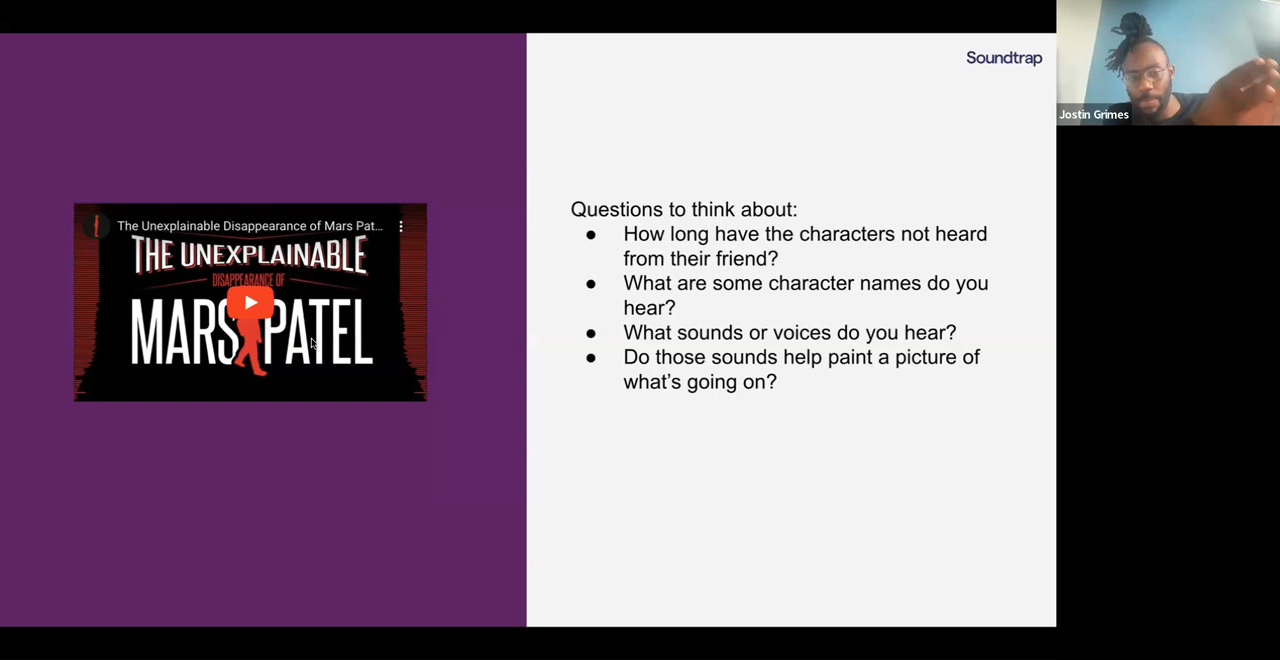 Soundtrap
Jostin Grimes
The Unexplainable Disappearance of Mars Pat...
THE UNEXPLAINABLE
DISAPPEARANCE OF
MARS PATEL
Questions to think about:
● How long have the characters not heard
from their friend?
● What are some character names do you
hear?
● What sounds or voices do you hear?
● Do those sounds help paint a picture of
what’s going on?